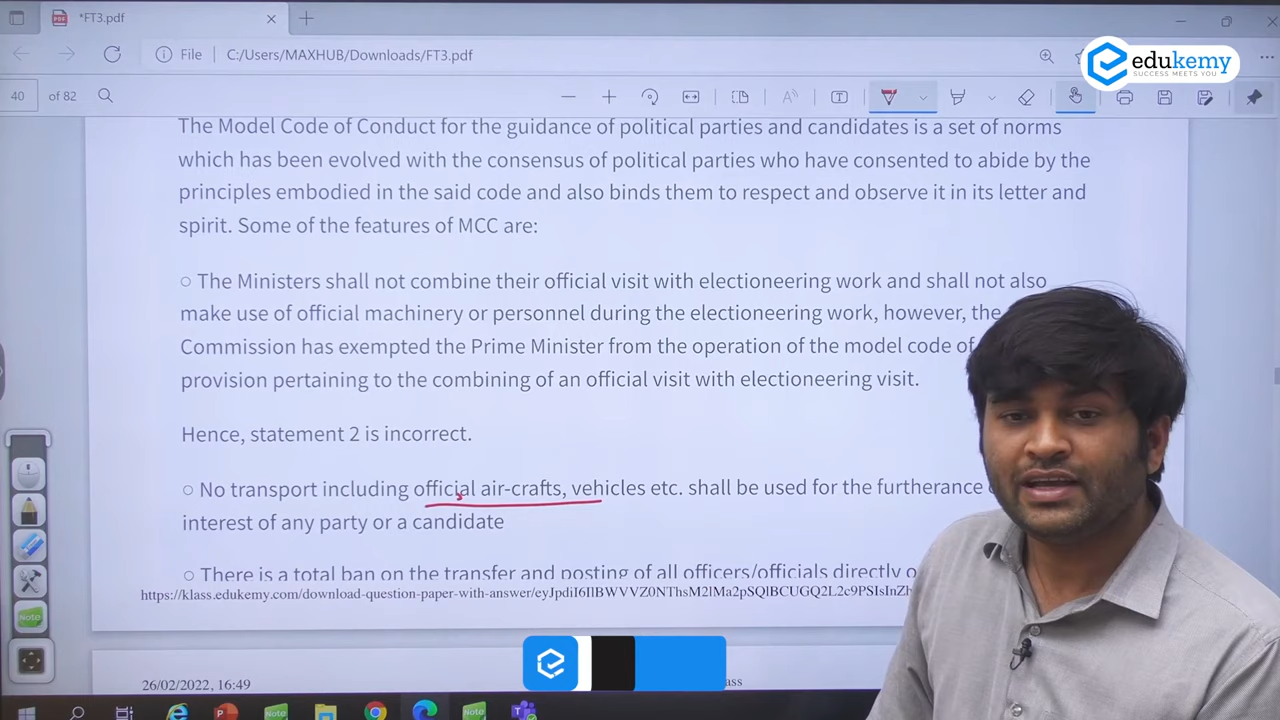 *FT3.pdf
File
C:/Users/MAXHUB/Downloads/FT3.pdf
edukemy
SUCCESS MEETS YOU
40 of 82
The Model Code of Conduct for the guidance of political parties and candidates is a set of norms
which has been evolved with the consensus of political parties who have consented to abide by the
principles embodied in the said code and also binds them to respect and observe it in its letter and
spirit. Some of the features of MCC are:
○ The Ministers shall not combine their official visit with electioneering work and shall not also
make use of official machinery or personnel during the electioneering work, however, the
Commission has exempted the Prime Minister from the operation of the model code of
provision pertaining to the combining of an official visit with electioneering visit.
Hence, statement 2 is incorrect.
○ No transport including official air-crafts, vehicles etc. shall be used for the furtherance
interest of any party or a candidate
○ There is a total ban on the transfer and posting of all officers/officials directly
26/02/2022, 16:49
Note
Note
Note